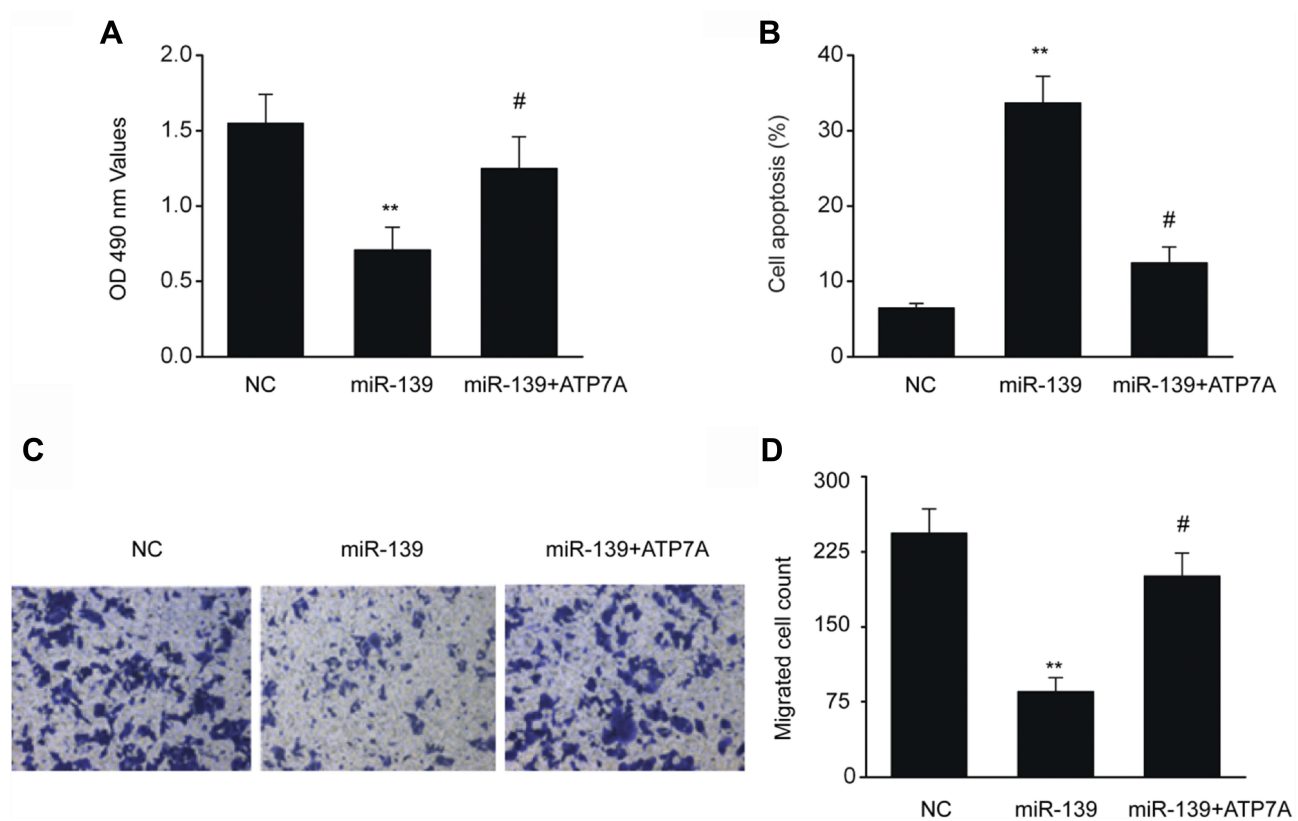 A
2.0
1.5
1.0
0.5
0.0
OD 490 nm Values
**
#
NC miR-139 miR-139+ATP7A
B
40
30
20
10
0
Cell apoptosis (%)
**
#
NC miR-139 miR-139+ATP7A
C
NC miR-139 miR-139+ATP7A
D
300
225
150
75
0
Migrated cell count
**
#
NC miR-139 miR-139+ATP7A